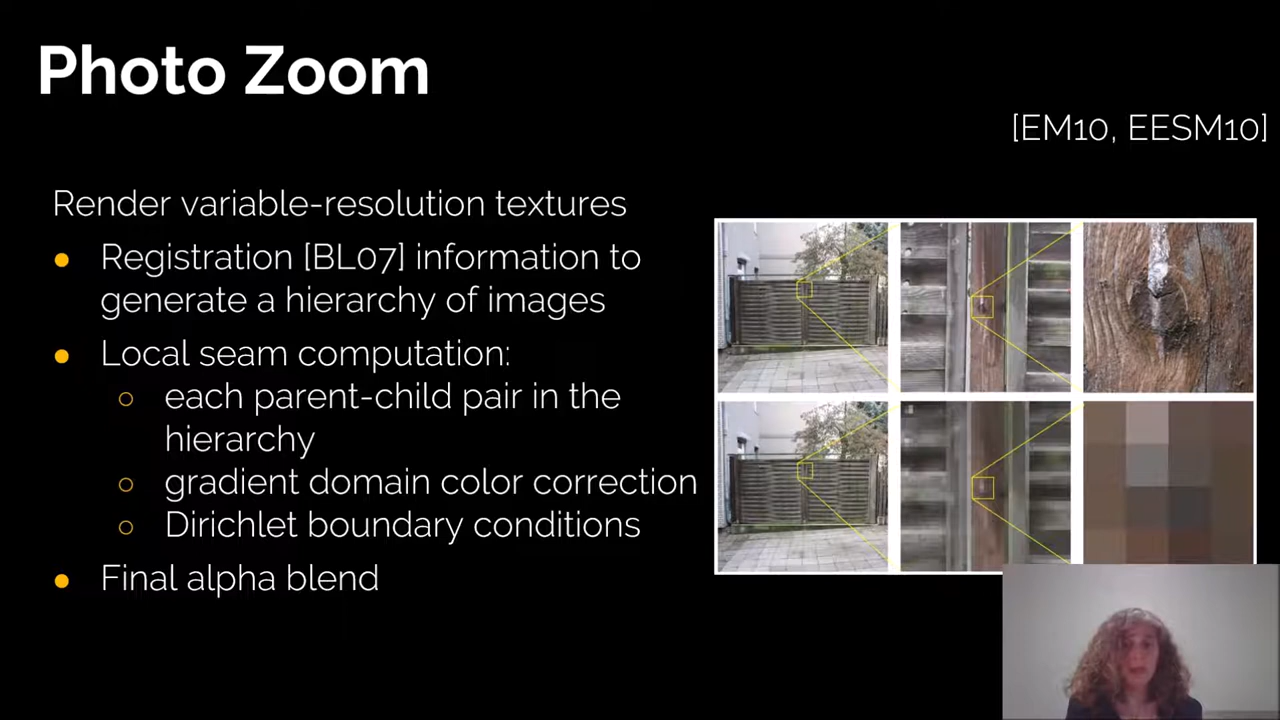 Photo Zoom
[EM10, EESM10]
Render variable-resolution textures
● Registration [BL07] information to
generate a hierarchy of images
● Local seam computation:
○ each parent-child pair in the
hierarchy
○ gradient domain color correction
○ Dirichlet boundary conditions
● Final alpha blend